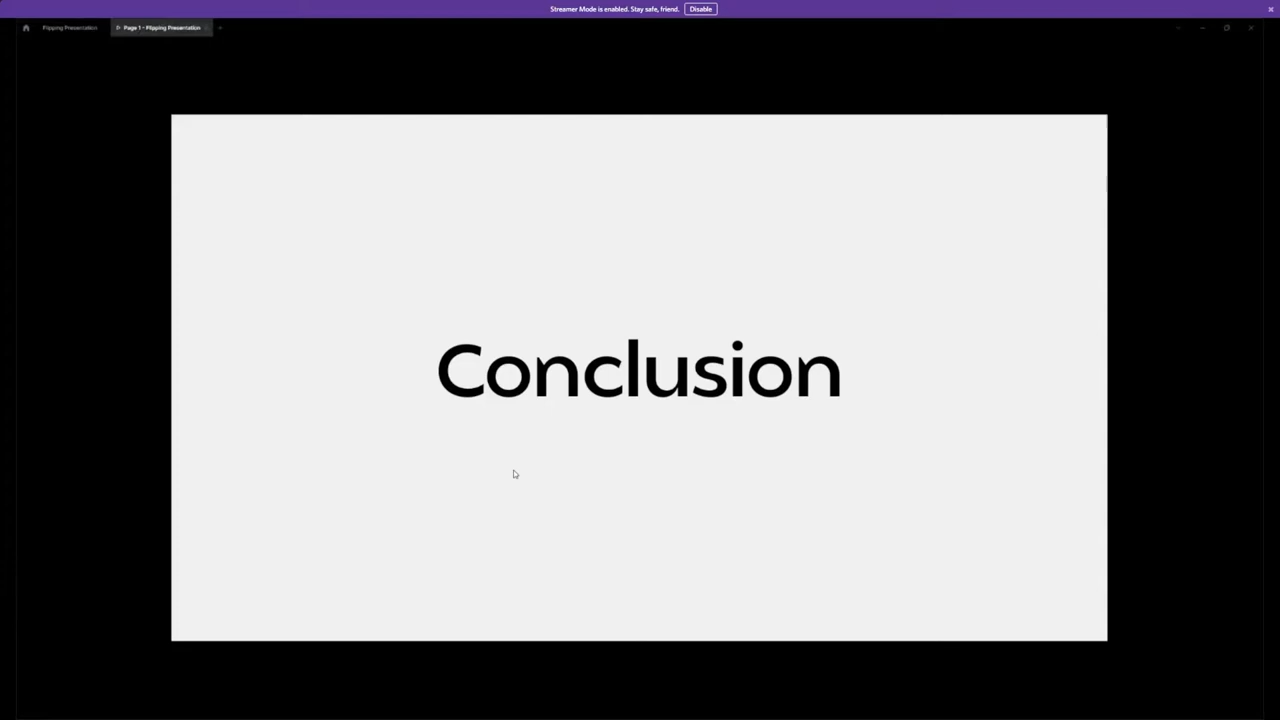 Streamer Mode is enabled. Stay safe, friend. Disable
Flipping Presentation
Page 1 - Flipping Presentation
Conclusion